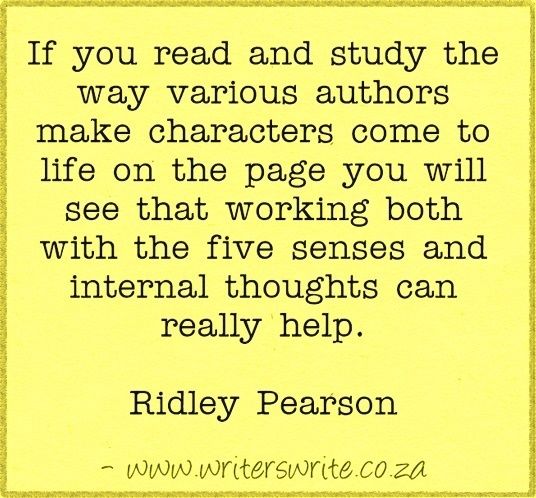 If you read and study the
way various authors
make characters come to
life on the page you will
see that working both
with the five senses and
internal thoughts can
really help.
Ridley Pearson
- www.writerswrite.co.za